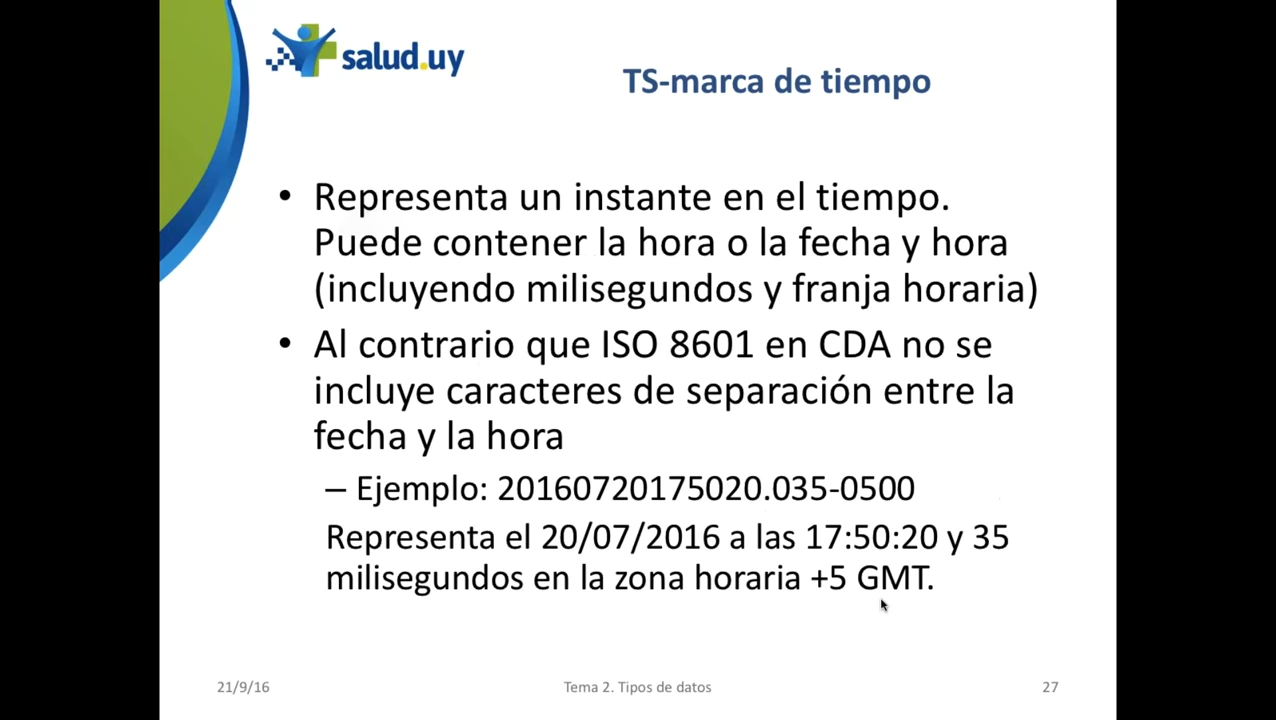 salud.uy
TS-marca de tiempo
• Representa un instante en el tiempo.
Puede contener la hora o la fecha y hora
(incluyendo milisegundos y franja horaria)
• Al contrario que ISO 8601 en CDA no se
incluye caracteres de separación entre la
fecha y la hora
– Ejemplo: 20160720175020.035-0500
Representa el 20/07/2016 a las 17:50:20 y 35
milisegundos en la zona horaria +5 GMT.
21/9/16
Tema 2. Tipos de datos
27